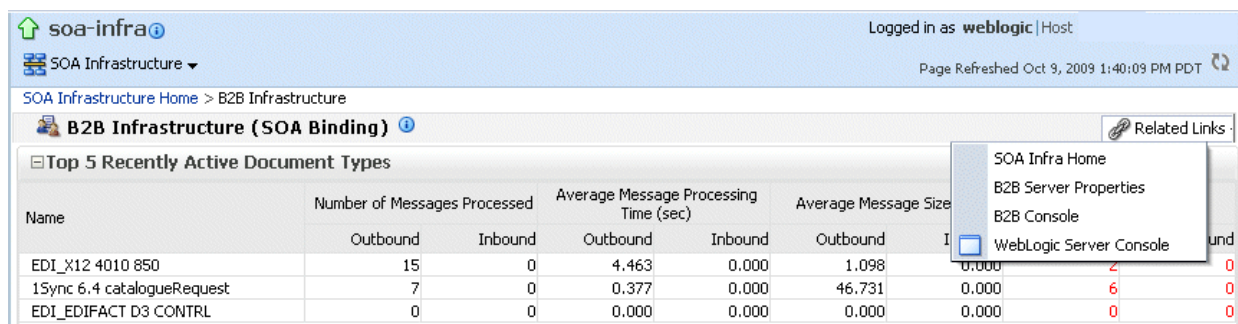 soa-infra
Logged in as weblogic|Host
SOA Infrastructure
Page Refreshed Oct 9, 2009 1:40:09 PM PDT
SOA Infrastructure Home > B2B Infrastructure
B2B Infrastructure (SOA Binding)
Related Links
Top 5 Recently Active Document Types
SOA Infra Home
B2B Server Properties
B2B Console
WebLogic Server Console
Name Number of Messages Processed Average Message Processing Time (sec) Average Message Size
Outbound Inbound Outbound Inbound Outbound
EDI_X12 4010 850 15 0 4.463 0.000 1.098 0.000 2 0
1Sync 6.4 catalogueRequest 7 0 0.377 0.000 46.731 0.000 6 0
EDI_EDIFACT D3 CONTRL 0 0 0.000 0.000 0.000 0.000 0 0